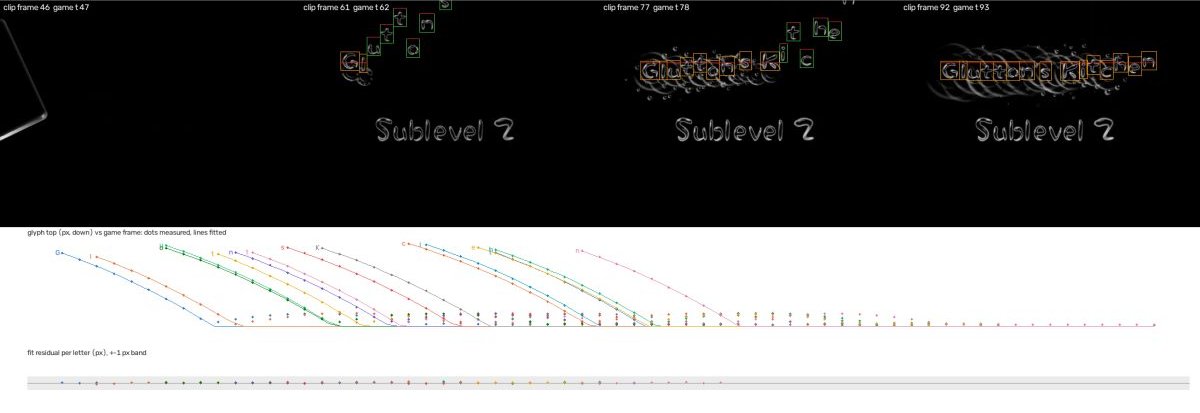 clip frame 46 game t 47
clip frame 61 game t 62
clip frame 77 game t 78
clip frame 92 game t 93
Sublevel 2
Glutton's Kitchen
Sublevel 2
Glutton's Kitchen
Sublevel 2
glyph top (px, down) vs game frame: dots measured, lines fitted
fit residual per letter (px), +-1 px band